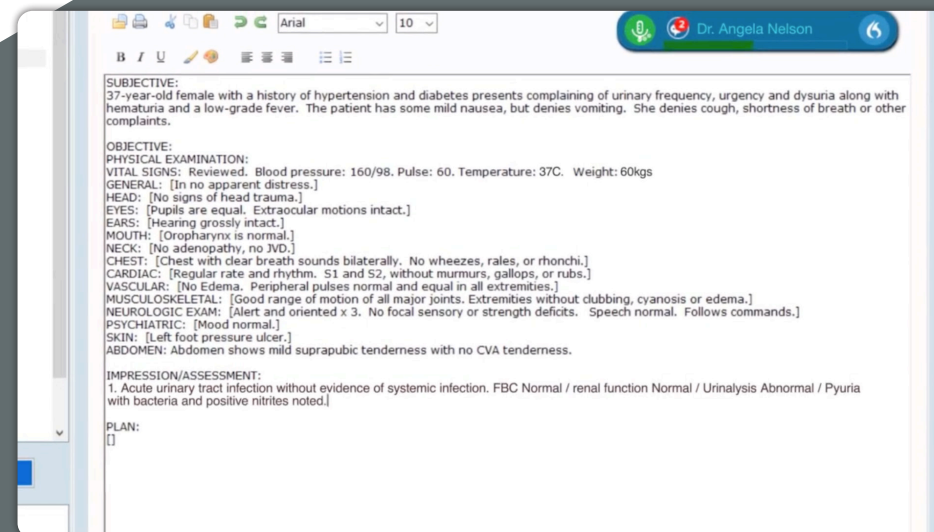 Arial
10
2
Dr. Angela Nelson
B I U
SUBJECTIVE:
37-year-old female with a history of hypertension and diabetes presents complaining of urinary frequency, urgency and dysuria along with
hematuria and a low-grade fever. The patient has some mild nausea, but denies vomiting. She denies cough, shortness of breath or other
complaints.
OBJECTIVE:
PHYSICAL EXAMINATION:
VITAL SIGNS: Reviewed. Blood pressure: 160/98. Pulse: 60. Temperature: 37C. Weight: 60kgs
GENERAL: [In no apparent distress.]
HEAD: [No signs of head trauma.]
EYES: [Pupils are equal. Extraocular motions intact.]
EARS: [Hearing grossly intact.]
MOUTH: [Oropharynx is normal.]
NECK: [No adenopathy, no JVD.]
CHEST: [Chest with clear breath sounds bilaterally. No wheezes, rales, or rhonchi.]
CARDIAC: [Regular rate and rhythm. S1 and S2, without murmurs, gallops, or rubs.]
VASCULAR: [No Edema. Peripheral pulses normal and equal in all extremities.]
MUSCULOSKELETAL: [Good range of motion of all major joints. Extremities without clubbing, cyanosis or edema.]
NEUROLOGIC EXAM: [Alert and oriented x 3. No focal sensory or strength deficits. Speech normal. Follows commands.]
PSYCHIATRIC: [Mood normal.]
SKIN: [Left foot pressure ulcer.]
ABDOMEN: Abdomen shows mild suprapubic tenderness with no CVA tenderness.
IMPRESSION/ASSESSMENT:
1. Acute urinary tract infection without evidence of systemic infection. FBC Normal / renal function Normal / Urinalysis Abnormal / Pyuria
with bacteria and positive nitrites noted.
PLAN:
[]